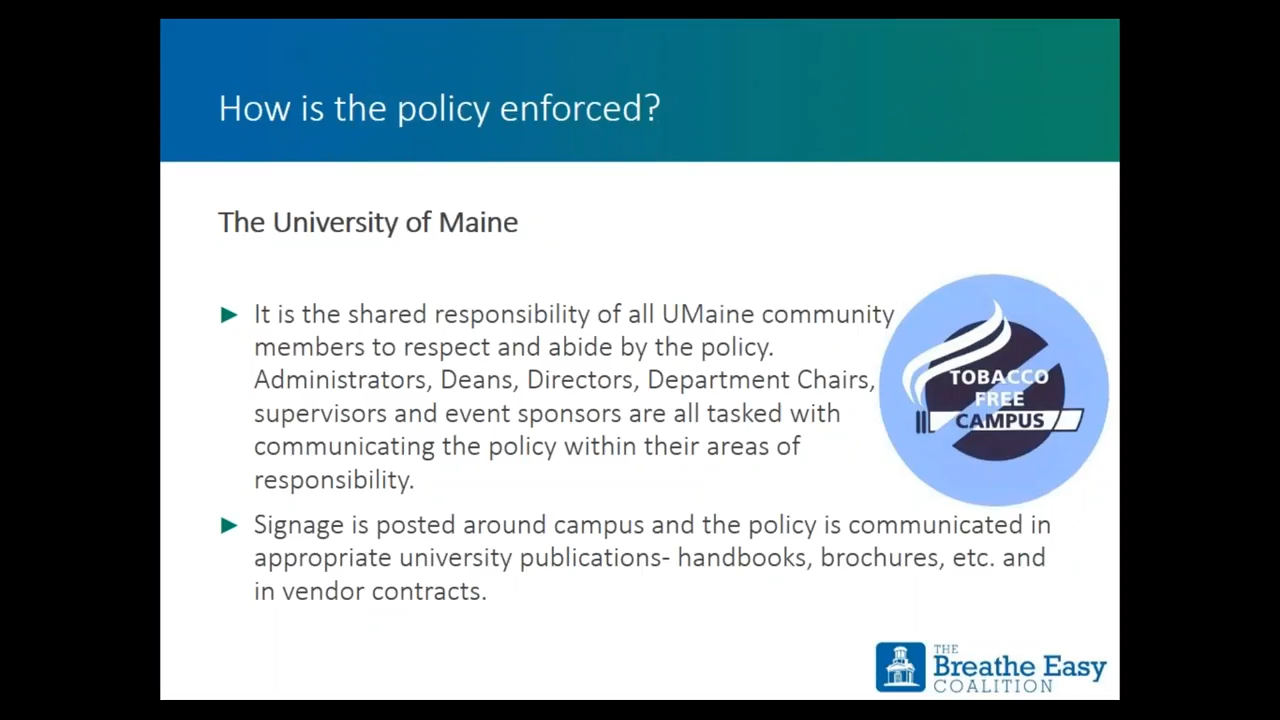 How is the policy enforced?
The University of Maine
It is the shared responsibility of all UMaine community
members to respect and abide by the policy.
Administrators, Deans, Directors, Department Chairs,
supervisors and event sponsors are all tasked with
communicating the policy within their areas of
responsibility.
TOBACCO
FREE
CAMPUS
Signage is posted around campus and the policy is communicated in
appropriate university publications- handbooks, brochures, etc. and
in vendor contracts.
THE
Breathe Easy
COALITION